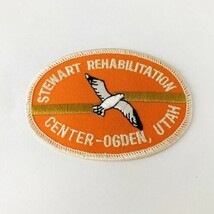 STEWART REHABILITATION
CENTER-OGDEN, UTAH